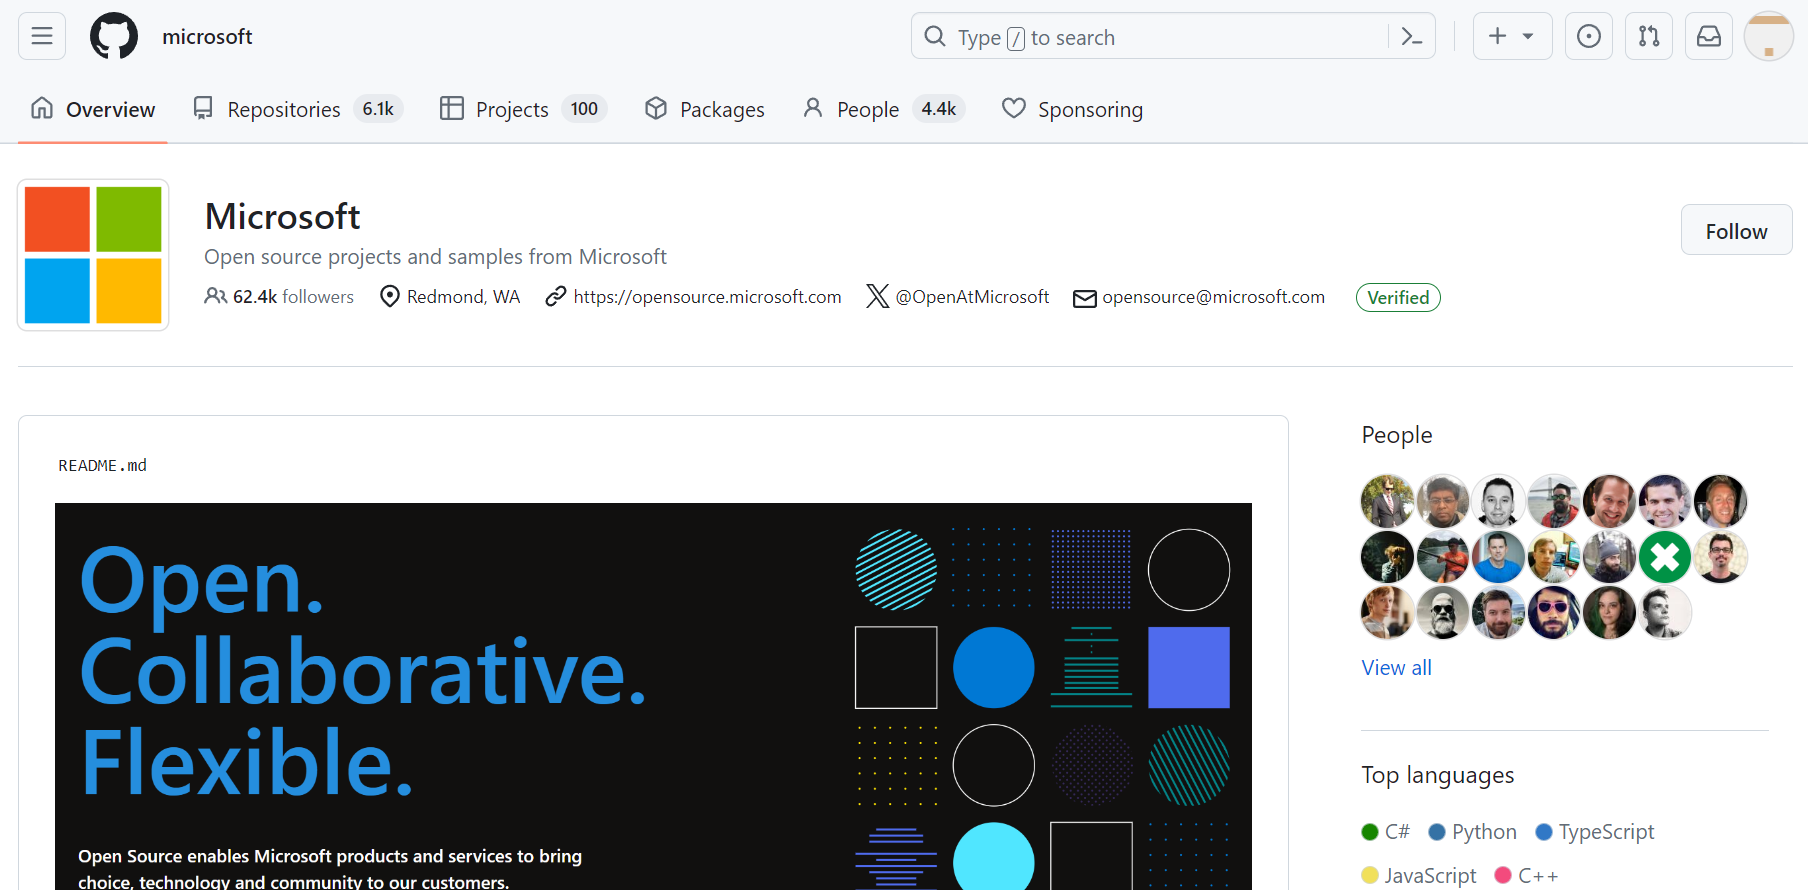 microsoft
Type / to search
Overview
Repositories 6.1k
Projects 100
Packages
People 4.4k
Sponsoring
Microsoft
Open source projects and samples from Microsoft
62.4k followers
Redmond, WA
https://opensource.microsoft.com
@OpenAtMicrosoft
opensource@microsoft.com
Verified
Follow
README.md
Open.
Collaborative.
Flexible.
Open Source enables Microsoft products and services to bring
choice, technology and community to our customers.
People
View all
Top languages
C# Python TypeScript
JavaScript C++